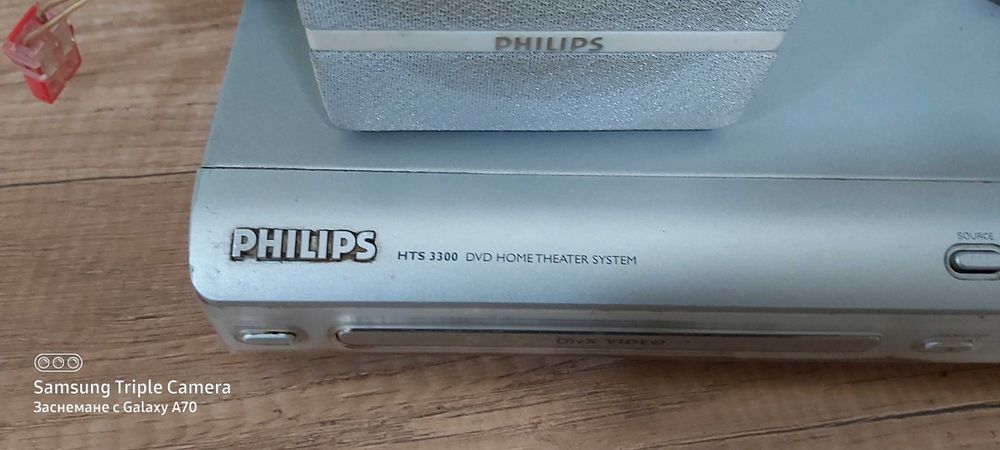 PHILIPS
SOURCE
PHILIPS HTS 3300 DVD HOME THEATER SYSTEM
DivX VIDEO
Samsung Triple Camera
Заснемане с Galaxy A70